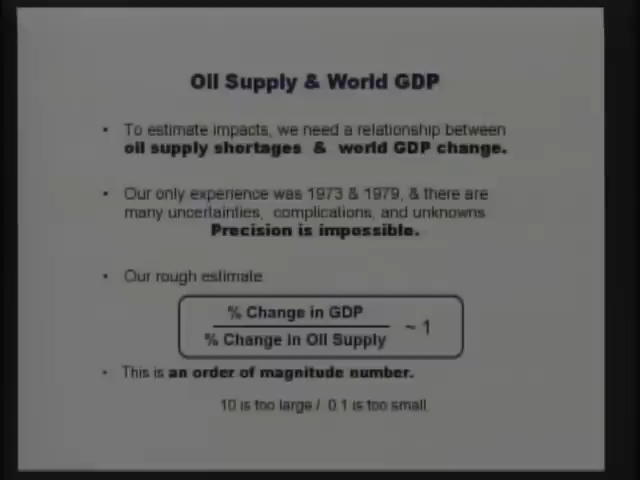 Oil Supply & World GDP
• To estimate impacts, we need a relationship between
oil supply shortages & world GDP change.
• Our only experience was 1973 & 1979, & there are
many uncertainties, complications, and unknowns
Precision is impossible.
• Our rough estimate
% Change in GDP
% Change in Oil Supply
~ 1
• This is an order of magnitude number.
10 is too large / 0.1 is too small